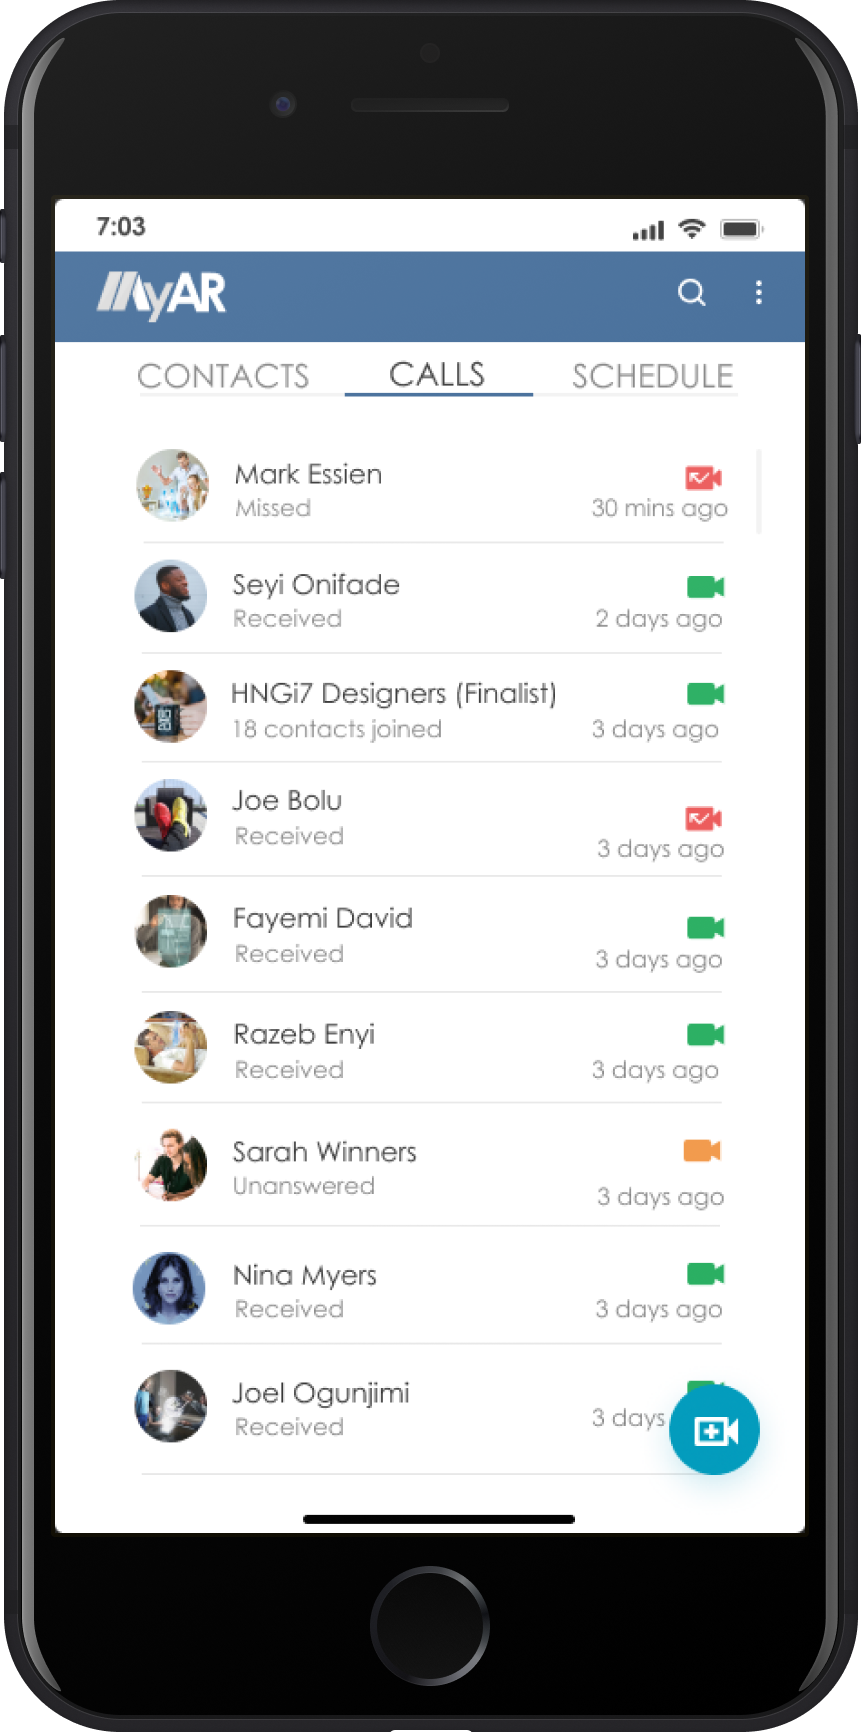 7:03
MyAR
CONTACTS CALLS SCHEDULE
Mark Essien
Missed 30 mins ago
Seyi Onifade
Received 2 days ago
HNGi7 Designers (Finalist)
18 contacts joined 3 days ago
Joe Bolu
Received 3 days ago
Fayemi David
Received 3 days ago
Razeb Enyi
Received 3 days ago
Sarah Winners
Unanswered 3 days ago
Nina Myers
Received 3 days ago
Joel Ogunjimi
Received 3 days